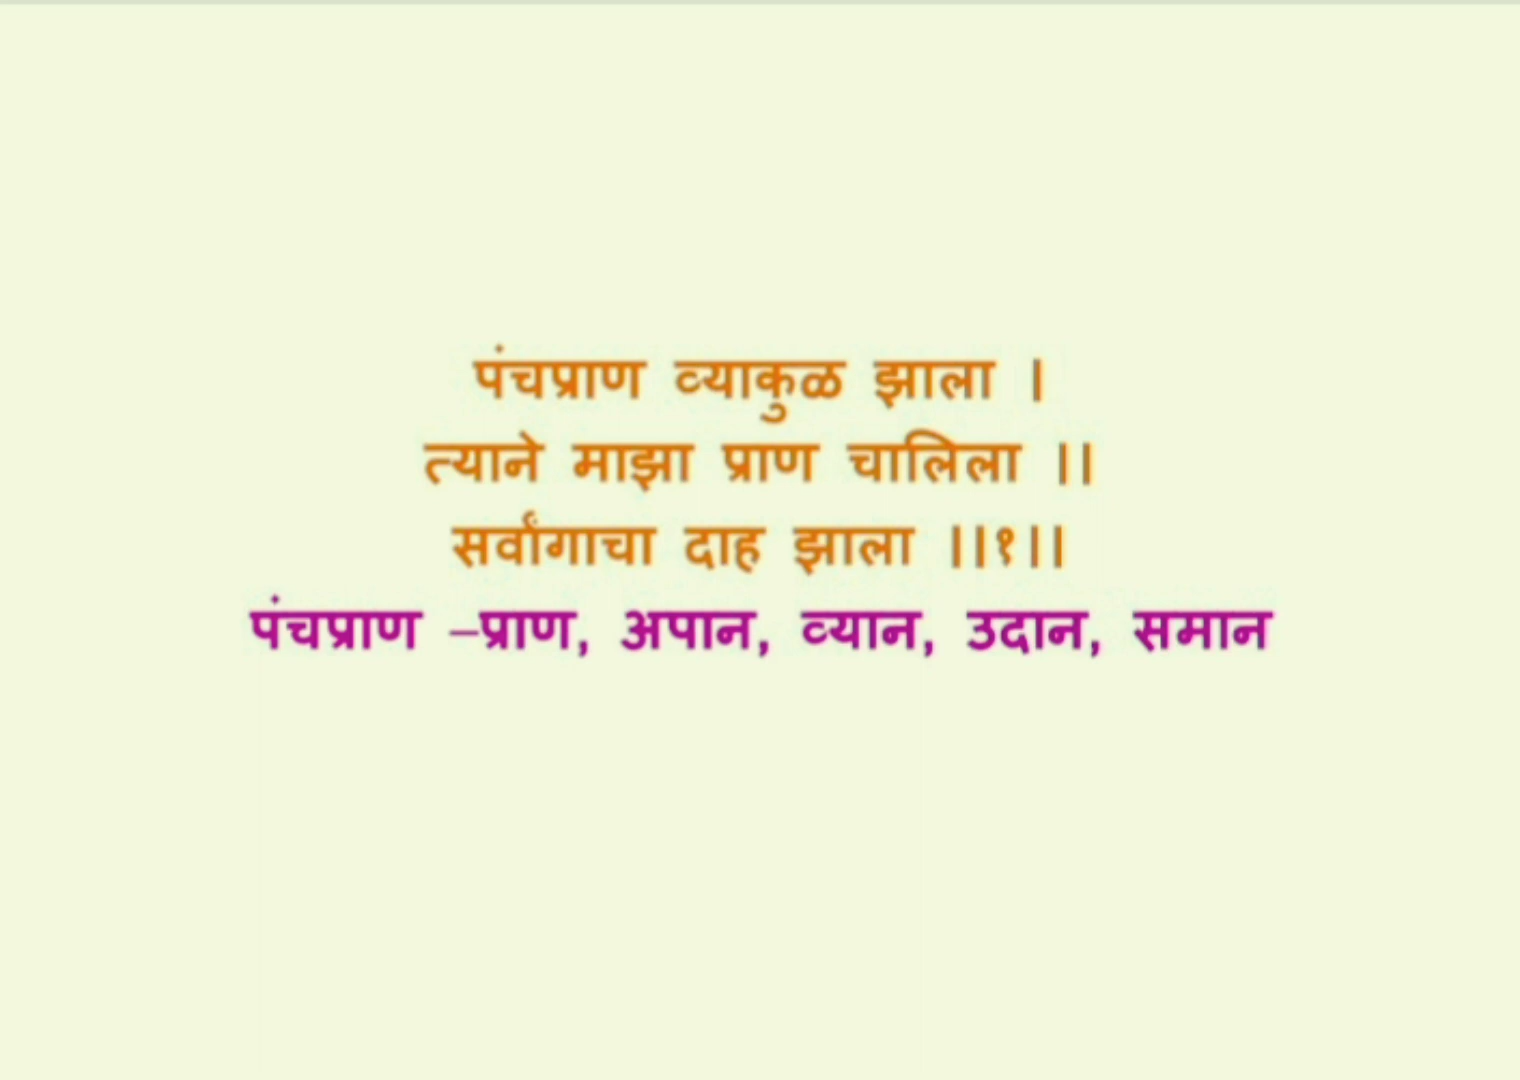 पंचप्राण व्याकुळ झाला ।
त्याने माझा प्राण चालिला ।।
सर्वांगाचा दाह झाला ।।१।।
पंचप्राण –प्राण, अपान, व्यान, उदान, समान